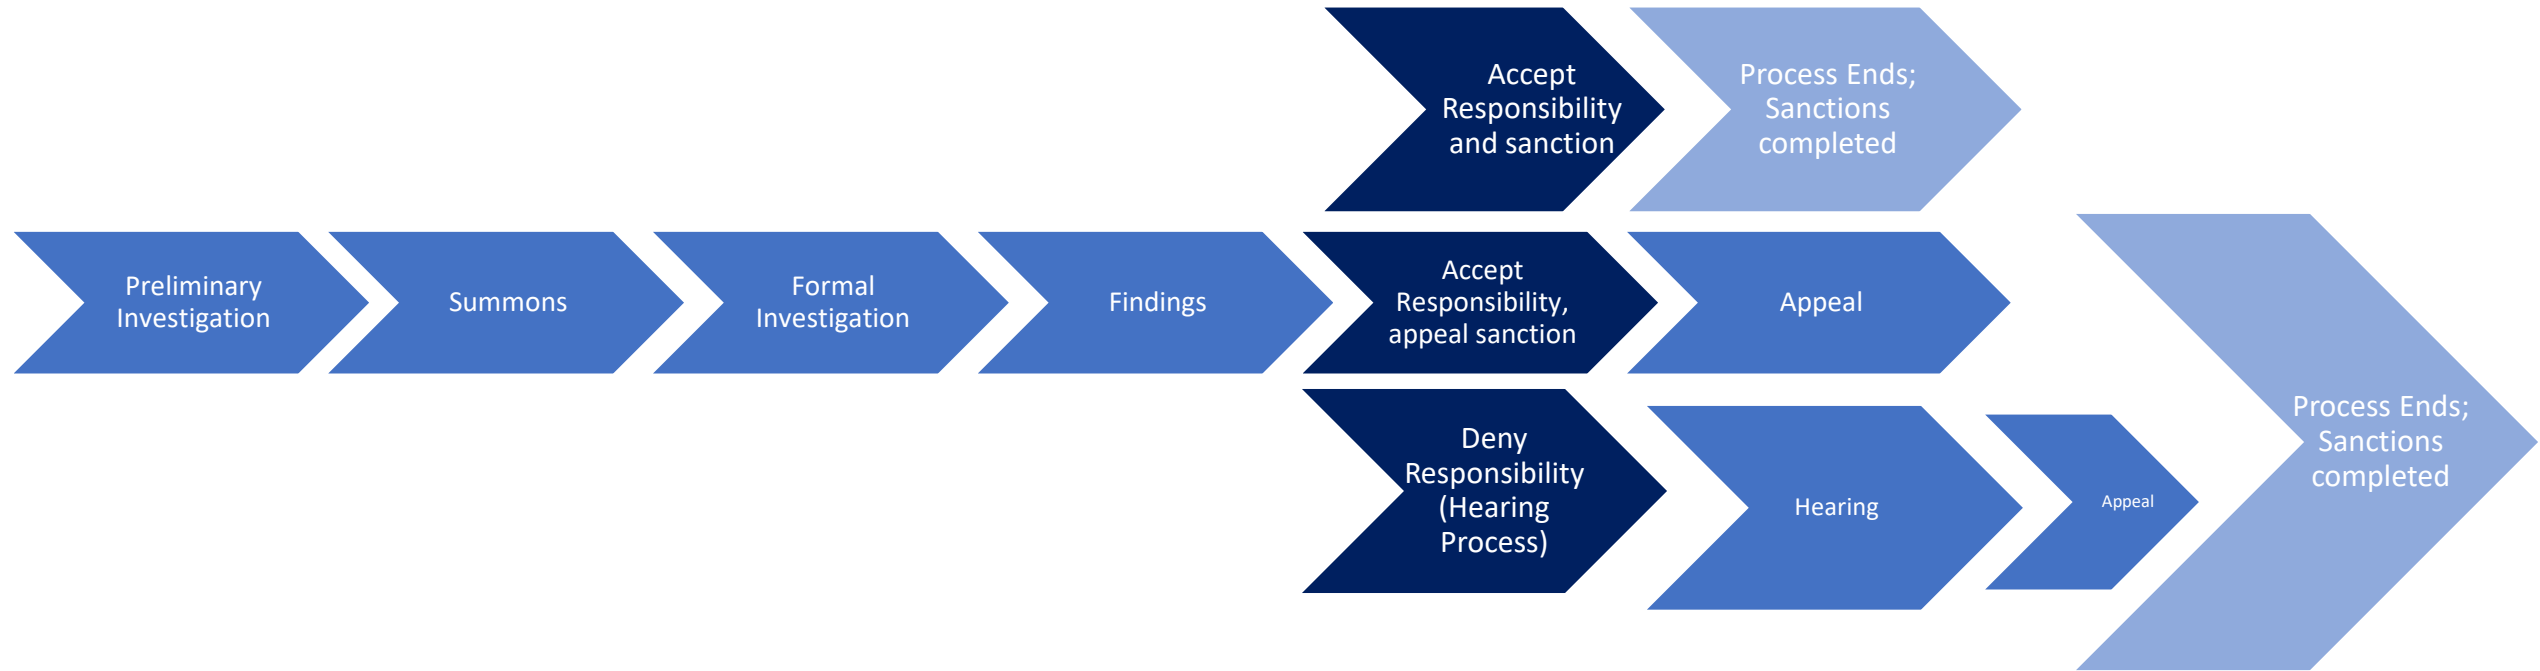 Accept
Responsibility
and sanction
Process Ends;
Sanctions
completed
Preliminary
Investigation
Summons
Formal
Investigation
Findings
Accept
Responsibility,
appeal sanction
Appeal
Deny
Responsibility
(Hearing
Process)
Hearing
Appeal
Process Ends;
Sanctions
completed